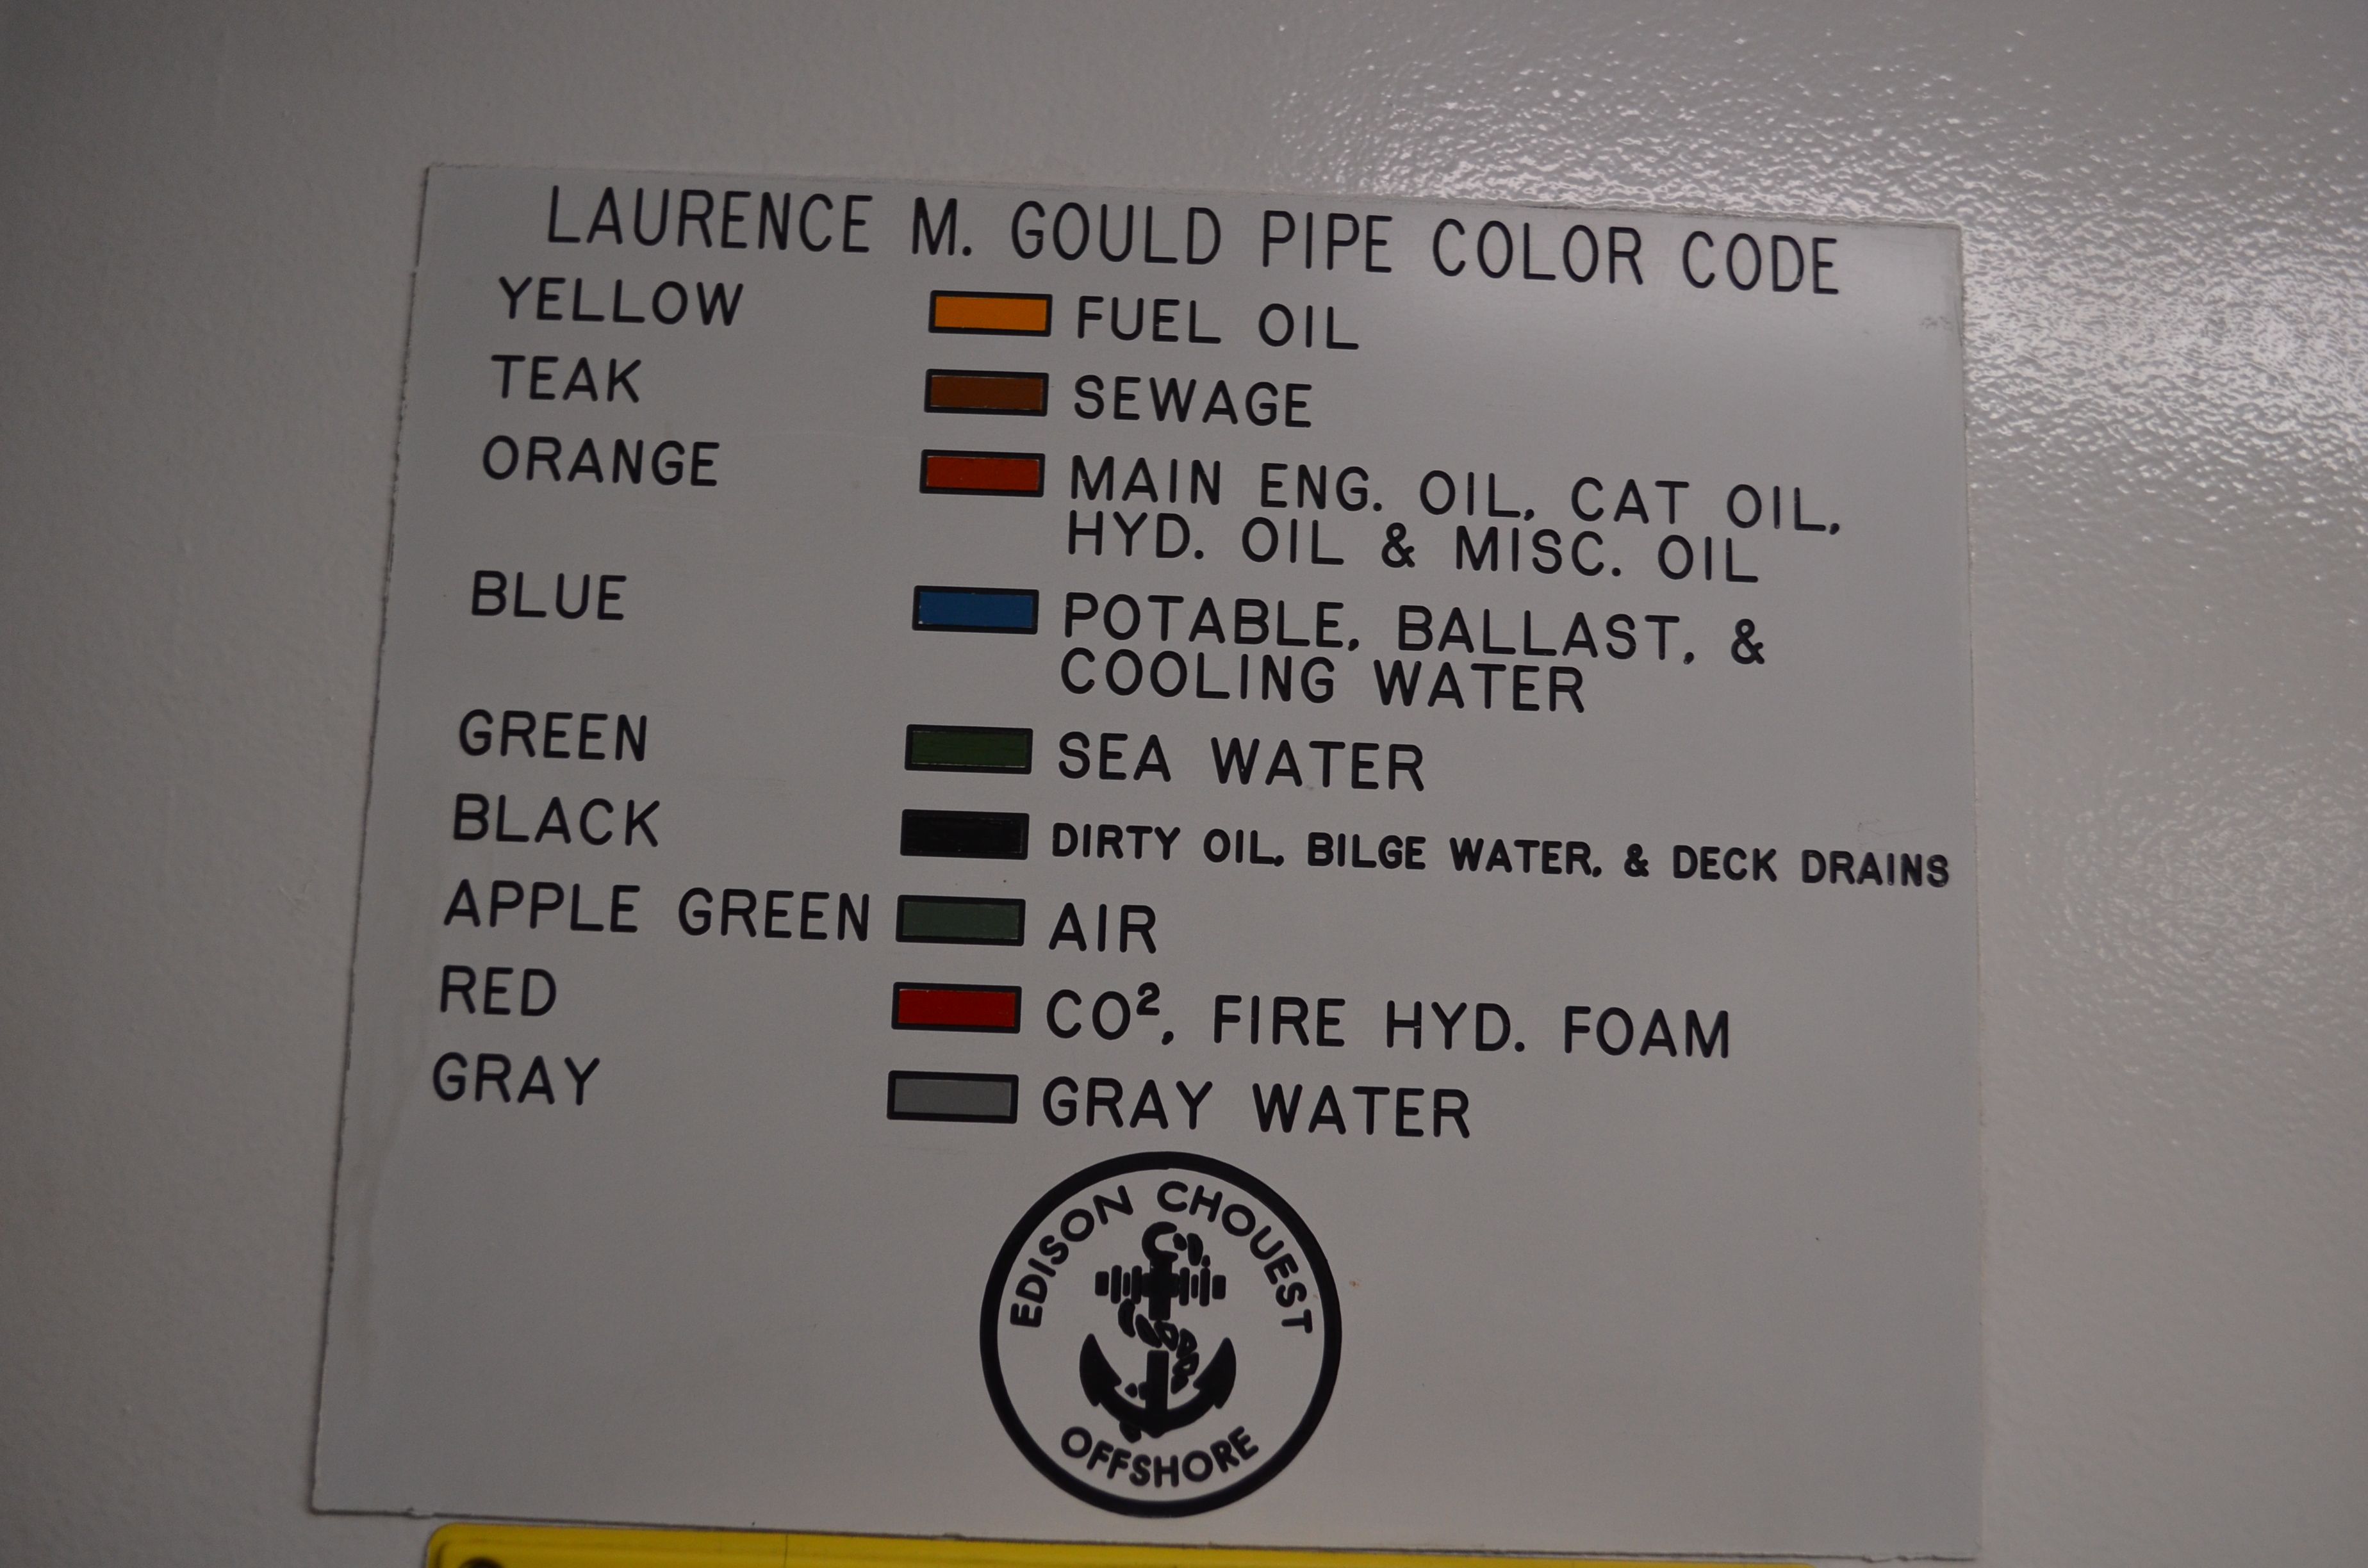 LAURENCE M. GOULD PIPE COLOR CODE
YELLOW FUEL OIL
TEAK SEWAGE
ORANGE MAIN ENG. OIL, CAT OIL,
HYD. OIL & MISC. OIL
BLUE POTABLE, BALLAST, &
COOLING WATER
GREEN SEA WATER
BLACK DIRTY OIL, BILGE WATER, & DECK DRAINS
APPLE GREEN AIR
RED CO², FIRE HYD. FOAM
GRAY GRAY WATER
EDISON CHOUEST
OFFSHORE